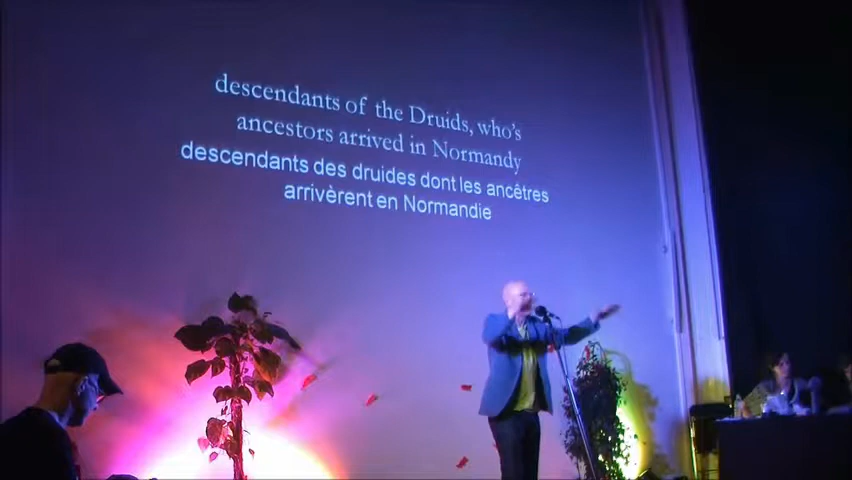 descendants of the Druids, who's
ancestors arrived in Normandy
descendants des druides dont les ancêtres
arrivèrent en Normandie